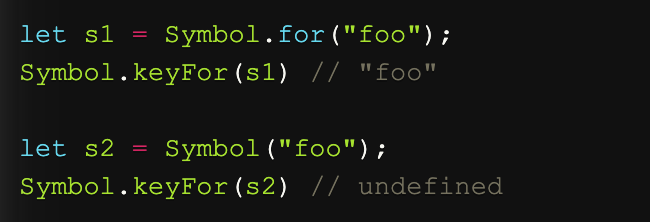 let s1 = Symbol.for("foo");
Symbol.keyFor(s1) // "foo"
let s2 = Symbol("foo");
Symbol.keyFor(s2) // undefined